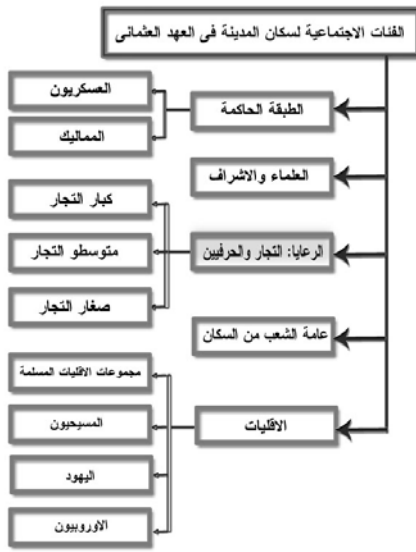 الفئات الاجتماعية لسكان المدينة فى العهد العثمانى
الطبقة الحاكمة
العسكريون
المماليك
العلماء والاشراف
الرعايا: التجار والحرفيين
كبار التجار
متوسطو التجار
صغار التجار
عامة الشعب من السكان
الاقليات
مجموعات الاقليات المسلمة
المسيحيون
اليهود
الاوروبيون